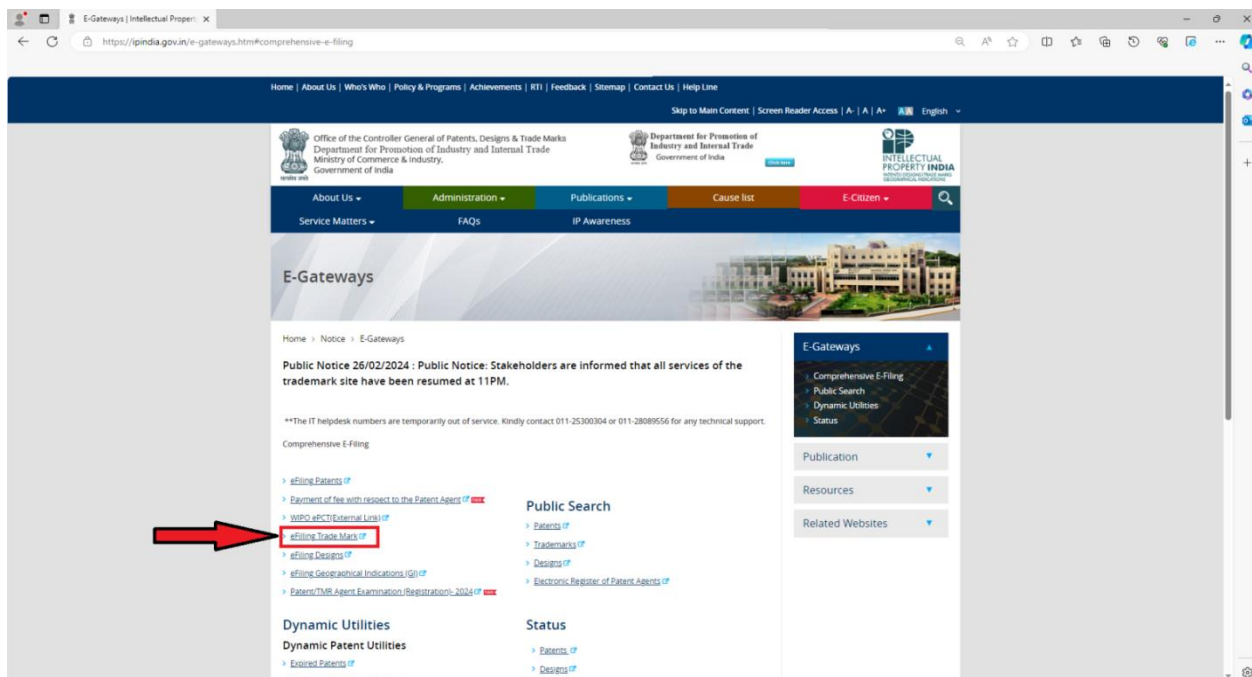 E-Gateways | Intellectual Propert
https://ipindia.gov.in/e-gateways.htm#comprehensive-e-filing
Home | About Us | Who's Who | Policy & Programs | Achievements | RTI | Feedback | Sitemap | Contact Us | Help Line
Skip to Main Content | Screen Reader Access | A- | A | A+ English
Office of the Controller General of Patents, Designs & Trade Marks
Department for Promotion of Industry and Internal Trade
Ministry of Commerce & Industry,
Government of India
Department for Promotion of
Industry and Internal Trade
Government of India
Click here
INTELLECTUAL
PROPERTY INDIA
PATENTS | DESIGNS | TRADE MARKS
GEOGRAPHICAL INDICATIONS
About Us Administration Publications Cause list E-Citizen
Service Matters FAQs IP Awareness
E-Gateways
Home > Notice > E-Gateways
Public Notice 26/02/2024 : Public Notice: Stakeholders are informed that all services of the
trademark site have been resumed at 11PM.
**The IT helpdesk numbers are temporarily out of service. Kindly contact 011-25300304 or 011-28089556 for any technical support.
Comprehensive E-Filing
eFiling Patents
Payment of fee with respect to the Patent Agent
WIPO ePCT(External Link)
eFiling Trade Mark
eFiling Designs
eFiling Geographical Indications (GI)
Patent/TMR Agent Examination (Registration)- 2024
Public Search
Patents
Trademarks
Designs
Electronic Register of Patent Agents
Dynamic Utilities
Dynamic Patent Utilities
Expired Patents
Status
Patents
Designs
E-Gateways
Comprehensive E-Filing
Public Search
Dynamic Utilities
Status
Publication
Resources
Related Websites